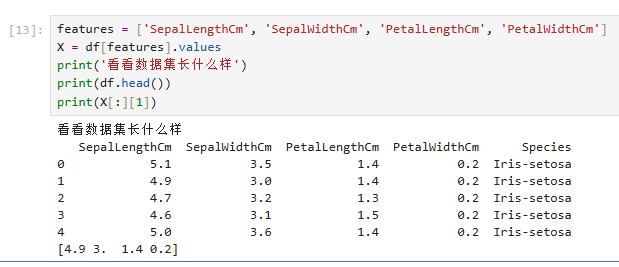 [13]: features = ['SepalLengthCm', 'SepalWidthCm', 'PetalLengthCm', 'PetalWidthCm']
X = df[features].values
print('看看数据集长什么样')
print(df.head())
print(X[:][1])
看看数据集长什么样
SepalLengthCm SepalWidthCm PetalLengthCm PetalWidthCm Species
0 5.1 3.5 1.4 0.2 Iris-setosa
1 4.9 3.0 1.4 0.2 Iris-setosa
2 4.7 3.2 1.3 0.2 Iris-setosa
3 4.6 3.1 1.5 0.2 Iris-setosa
4 5.0 3.6 1.4 0.2 Iris-setosa
[4.9 3. 1.4 0.2]